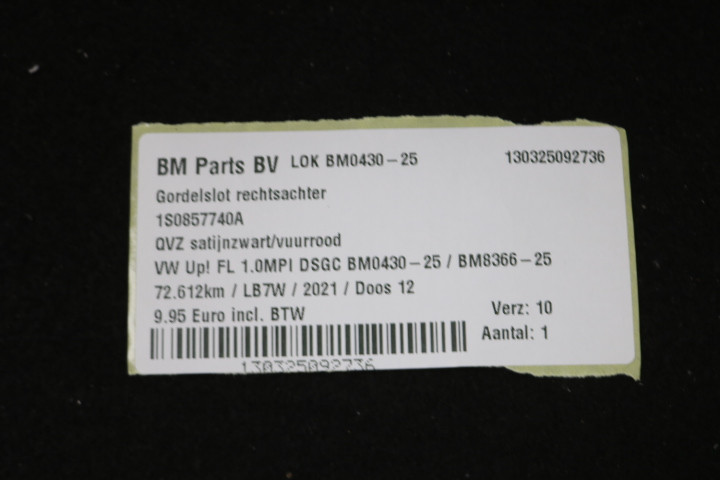 BM Parts BV LOK BM0430-25 130325092736
Gordelslot rechtsachter
1S0857740A
QVZ satijnzwart/vuurrood
VW Up! FL 1.0MPI DSGC BM0430-25 / BM8366-25
72.612km / LB7W / 2021 / Doos 12
9.95 Euro incl. BTW Verz: 10
Aantal: 1
130325092736